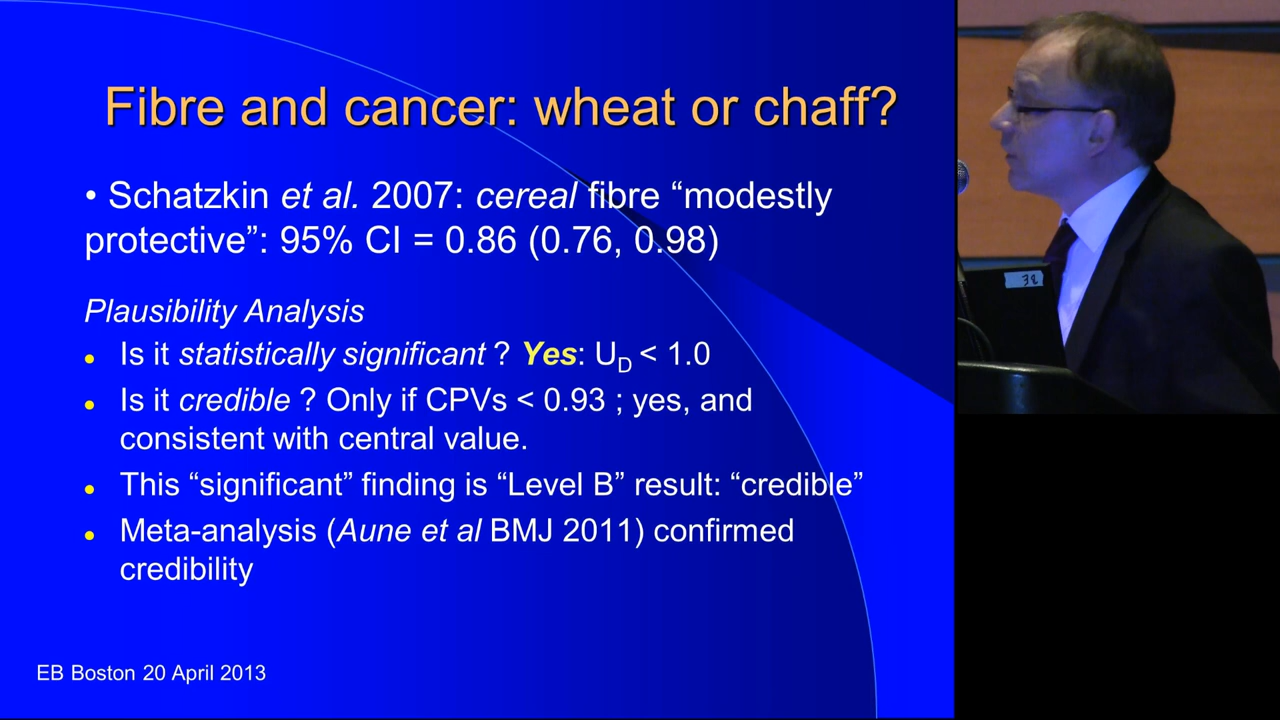 Fibre and cancer: wheat or chaff?
• Schatzkin et al. 2007: cereal fibre “modestly
protective”: 95% CI = 0.86 (0.76, 0.98)
Plausibility Analysis
• Is it statistically significant ? Yes: UD < 1.0
• Is it credible ? Only if CPVs < 0.93 ; yes, and
consistent with central value.
• This “significant” finding is “Level B” result: “credible”
• Meta-analysis (Aune et al BMJ 2011) confirmed
credibility
EB Boston 20 April 2013
32